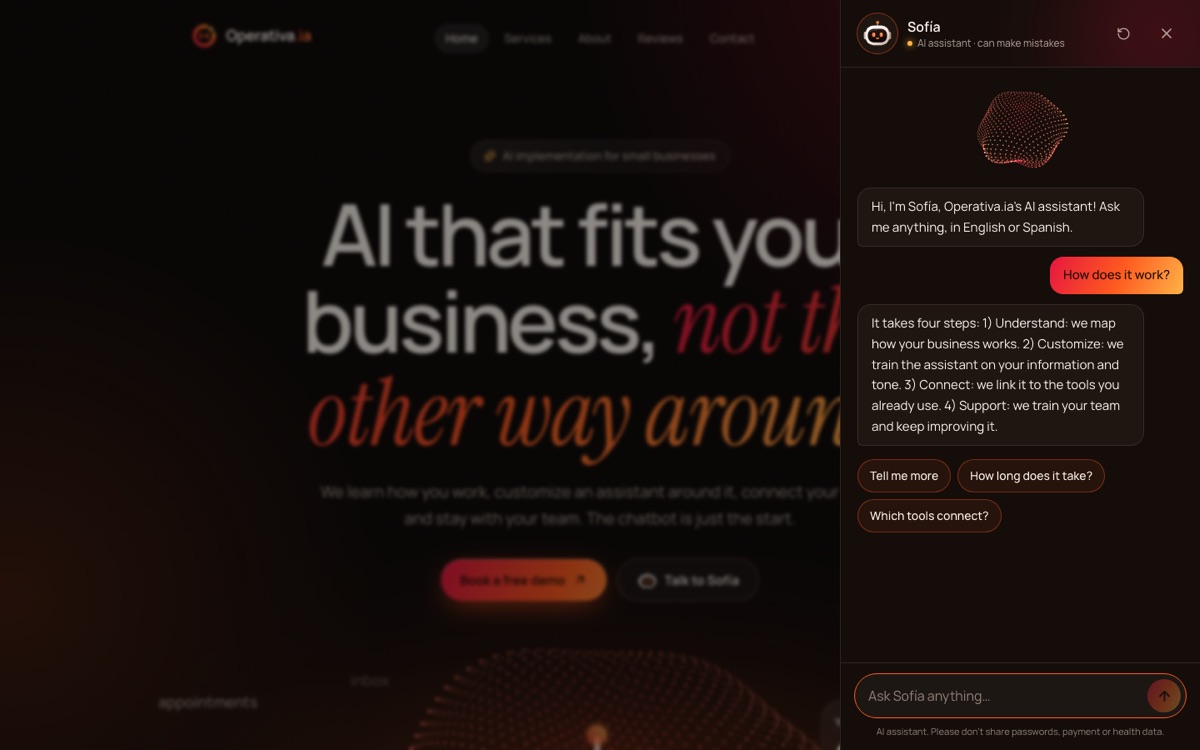 Operativa.ia
Home Services About Reviews Contact
AI implementation for small businesses
AI that fits you
business, not th
other way aroun
We learn how you work, customize an assistant around it, connect your
and stay with your team. The chatbot is just the start.
Book a free demo
Talk to Sofía
inbox
appointments
Sofía
AI assistant · can make mistakes
Hi, I'm Sofía, Operativa.ia's AI assistant! Ask
me anything, in English or Spanish.
How does it work?
It takes four steps: 1) Understand: we map
how your business works. 2) Customize: we
train the assistant on your information and
tone. 3) Connect: we link it to the tools you
already use. 4) Support: we train your team
and keep improving it.
Tell me more
How long does it take?
Which tools connect?
Ask Sofía anything…
AI assistant. Please don't share passwords, payment or health data.